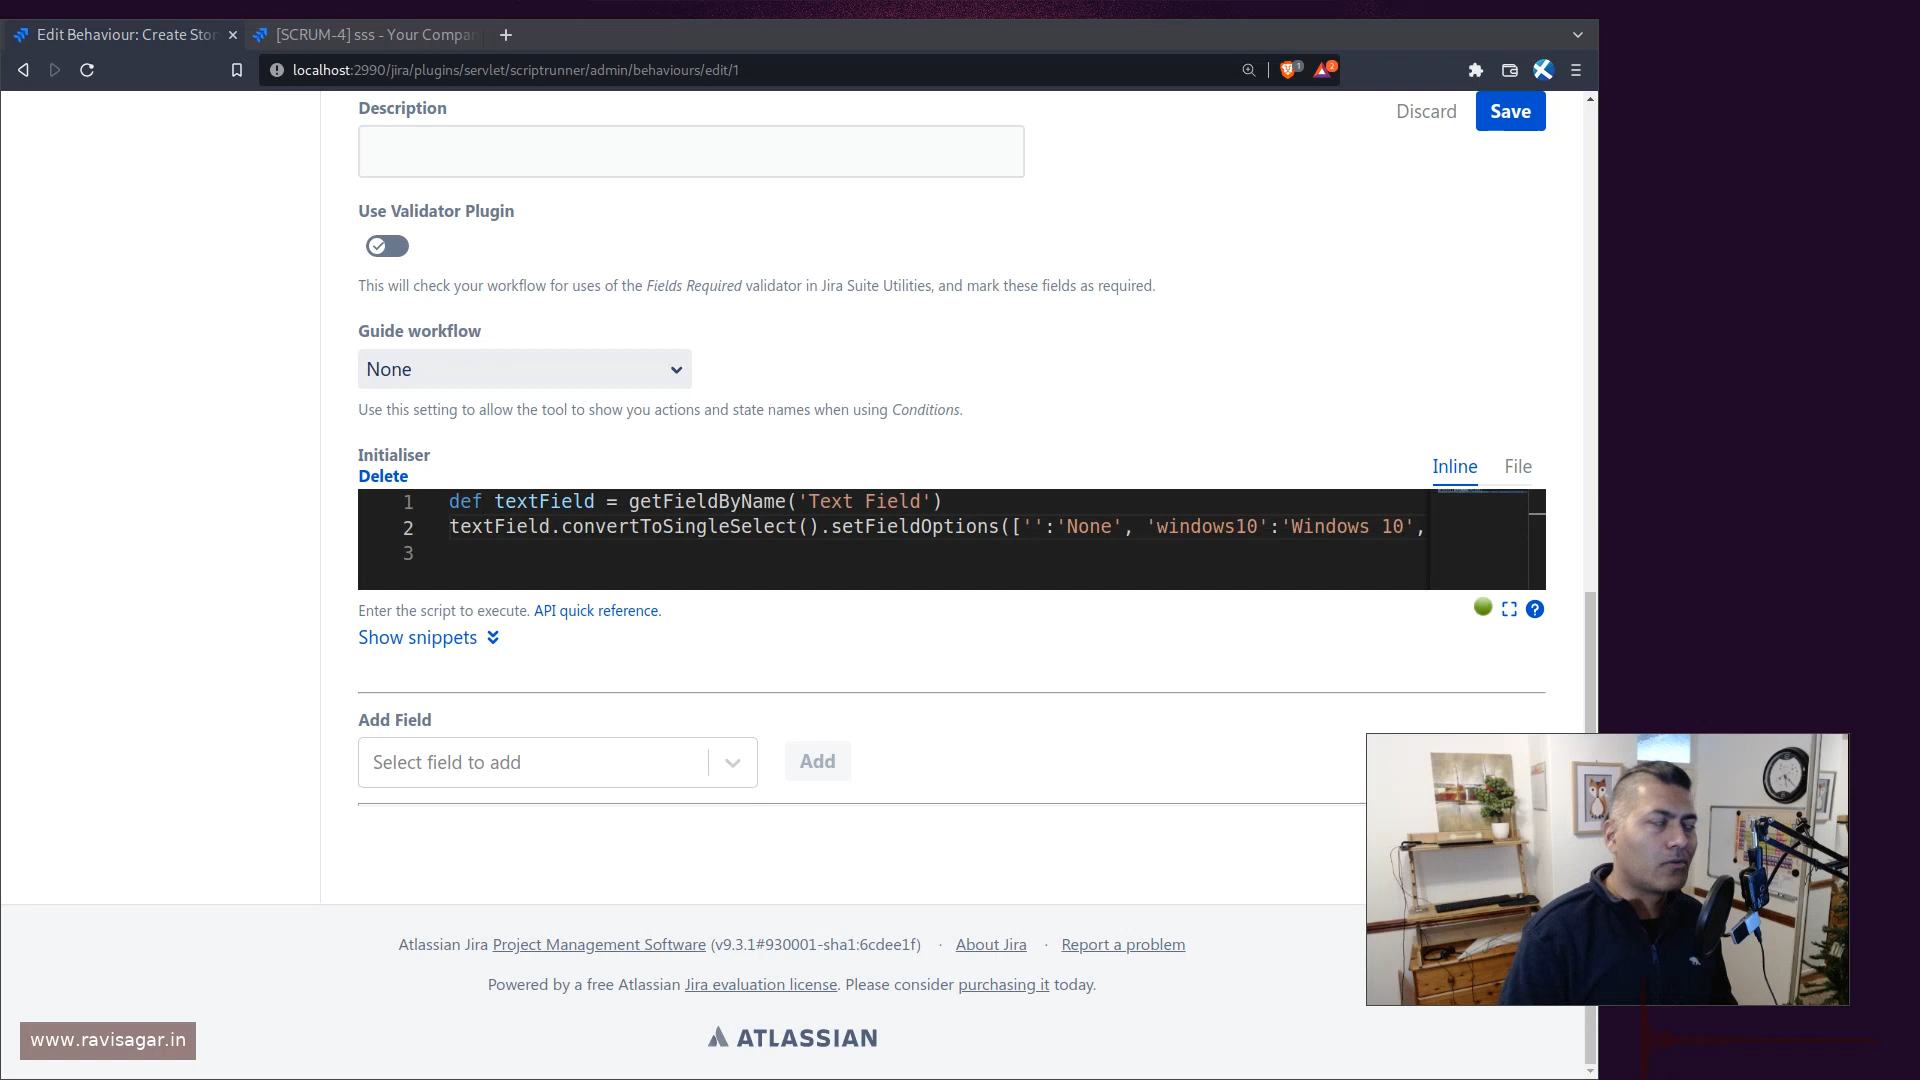 Edit Behaviour: Create Stor
[SCRUM-4] sss - Your Compan
localhost:2990/jira/plugins/servlet/scriptrunner/admin/behaviours/edit/1
1
2
Description
Discard
Save
Use Validator Plugin
This will check your workflow for uses of the Fields Required validator in Jira Suite Utilities, and mark these fields as required.
Guide workflow
None
Use this setting to allow the tool to show you actions and state names when using Conditions.
Initialiser
Delete
Inline
File
1 def textField = getFieldByName('Text Field')
2 textField.convertToSingleSelect().setFieldOptions(['':'None', 'windows10':'Windows 10',
3
Enter the script to execute. API quick reference.
Show snippets
Add Field
Select field to add
Add
Atlassian Jira Project Management Software (v9.3.1#930001-sha1:6cdee1f) · About Jira · Report a problem
Powered by a free Atlassian Jira evaluation license. Please consider purchasing it today.
ATLASSIAN
www.ravisagar.in